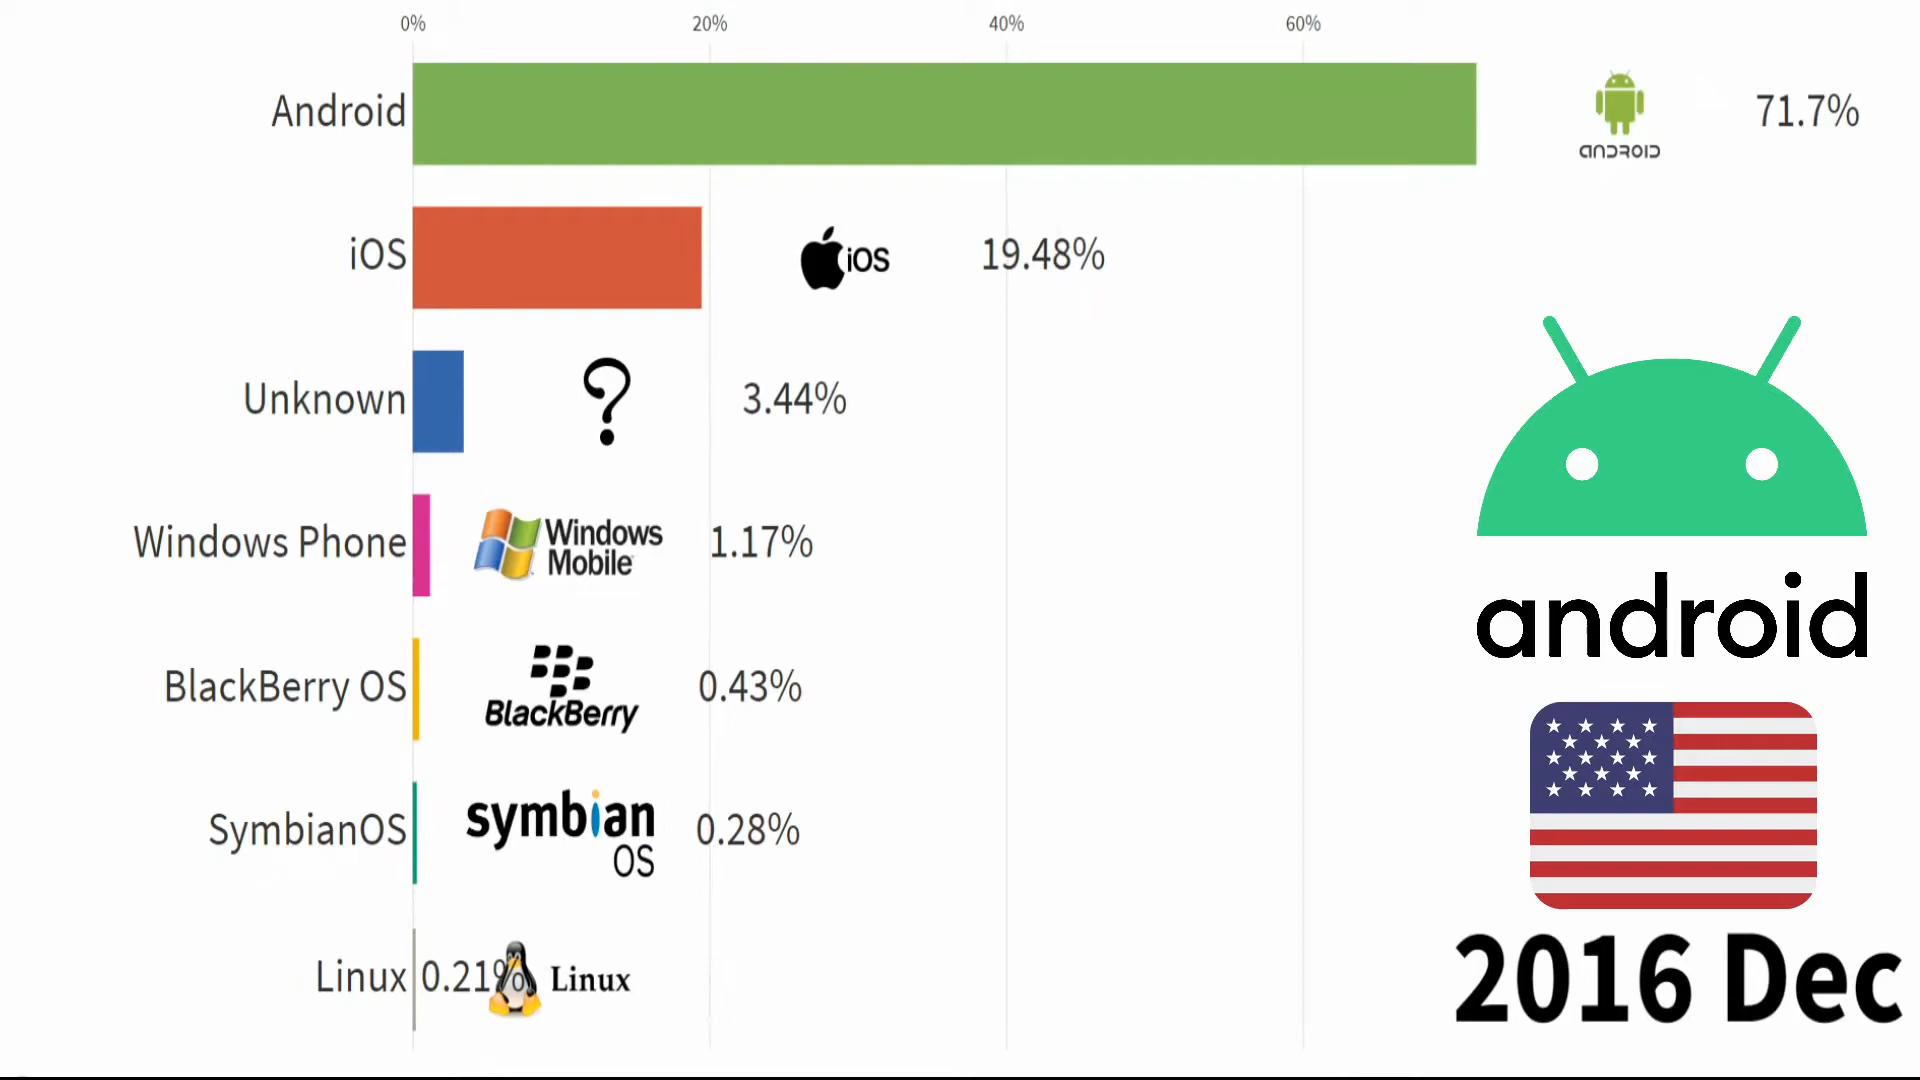 0% 20% 40% 60%
Android ANDROID 71.7%
iOS iOS 19.48%
Unknown ? 3.44%
Windows Phone Windows Mobile 1.17%
BlackBerry OS BlackBerry 0.43%
SymbianOS symbian OS 0.28%
Linux 0.21% Linux
android
2016 Dec